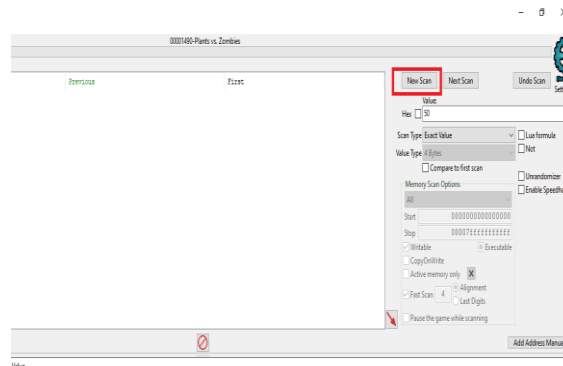 00001490-Plants vs. Zombies
Previous First
New Scan Next Scan Undo Scan
Value:
Hex 50
Scan Type Exact Value Lua formula
Value Type 4 Bytes Not
Compare to first scan
Memory Scan Options Unrandomizer
All Enable
Start 0000000000000000
Stop 00007fffffffffff
Writable Executable
CopyOnWrite
Active memory only X
Fast Scan 4 Alignment
Last Digits
Pause the game while scanning
Add Address
Value